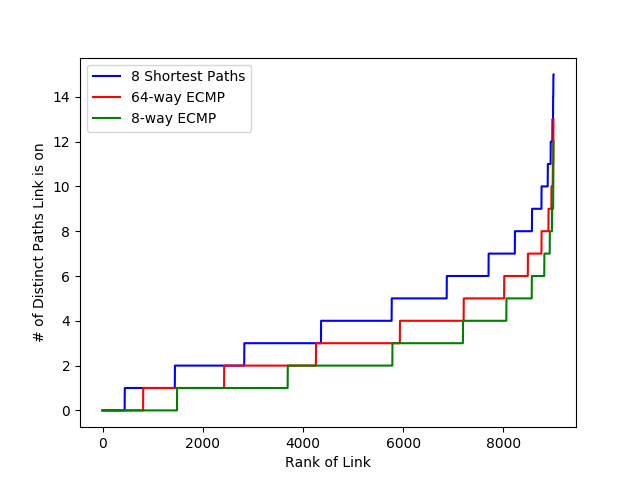 8 Shortest Paths
64-way ECMP
8-way ECMP
# of Distinct Paths Link is on
14
12
10
8
6
4
2
0
0 2000 4000 6000 8000
Rank of Link